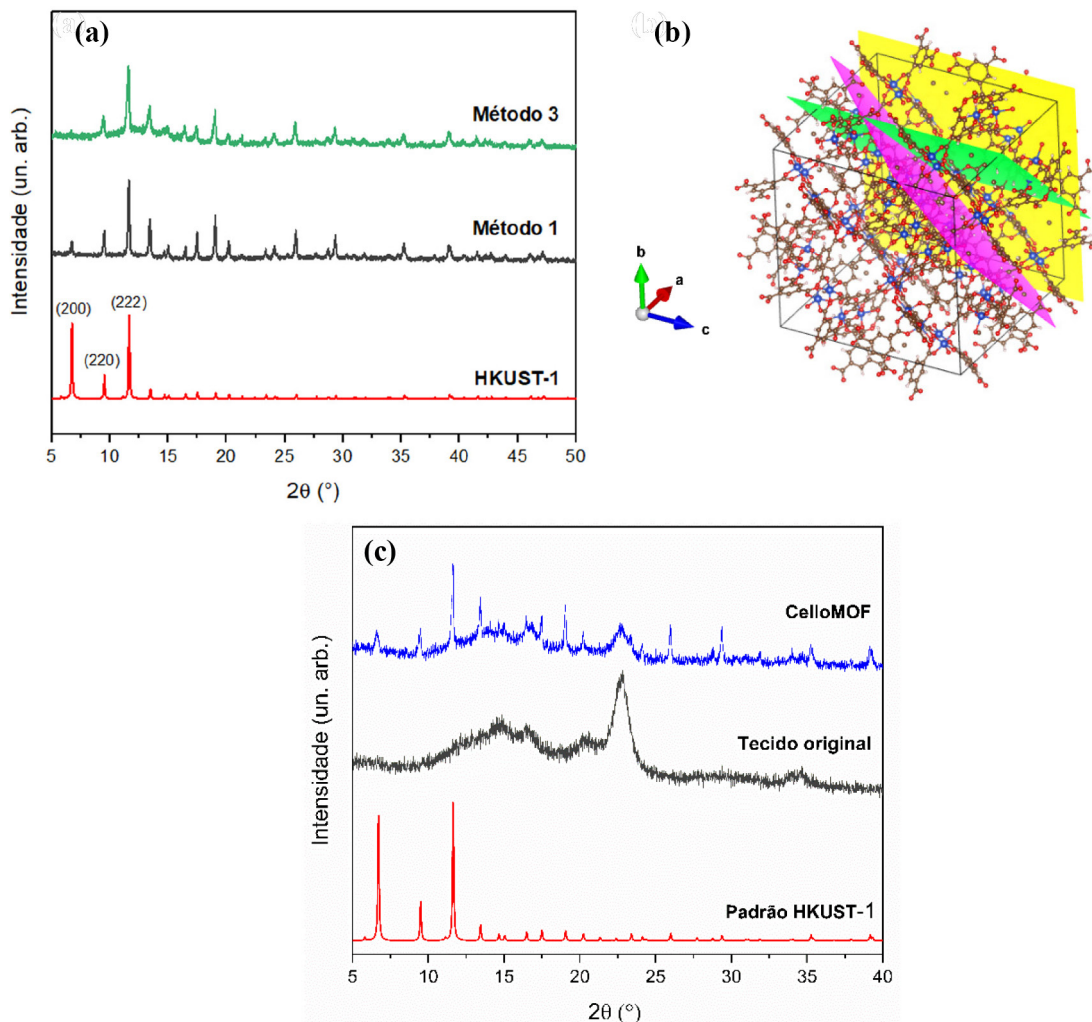 (a)
Intensidade (un. arb.)
Método 3
Método 1
(200)
(220)
(222)
HKUST-1
5 10 15 20 25 30 35 40 45 50
2θ (°)
(b)
b
a
c
(c)
Intensidade (un. arb.)
CelloMOF
Tecido original
Padrão HKUST-1
5 10 15 20 25 30 35 40
2θ (°)